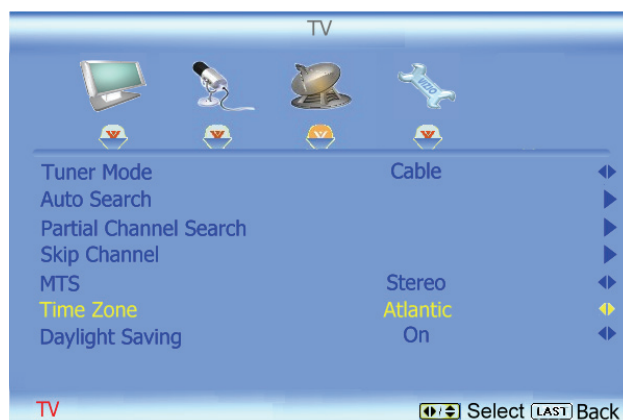 TV
VIZIO
Tuner Mode Cable
Auto Search
Partial Channel Search
Skip Channel
MTS Stereo
Time Zone Atlantic
Daylight Saving On
TV Select LAST Back